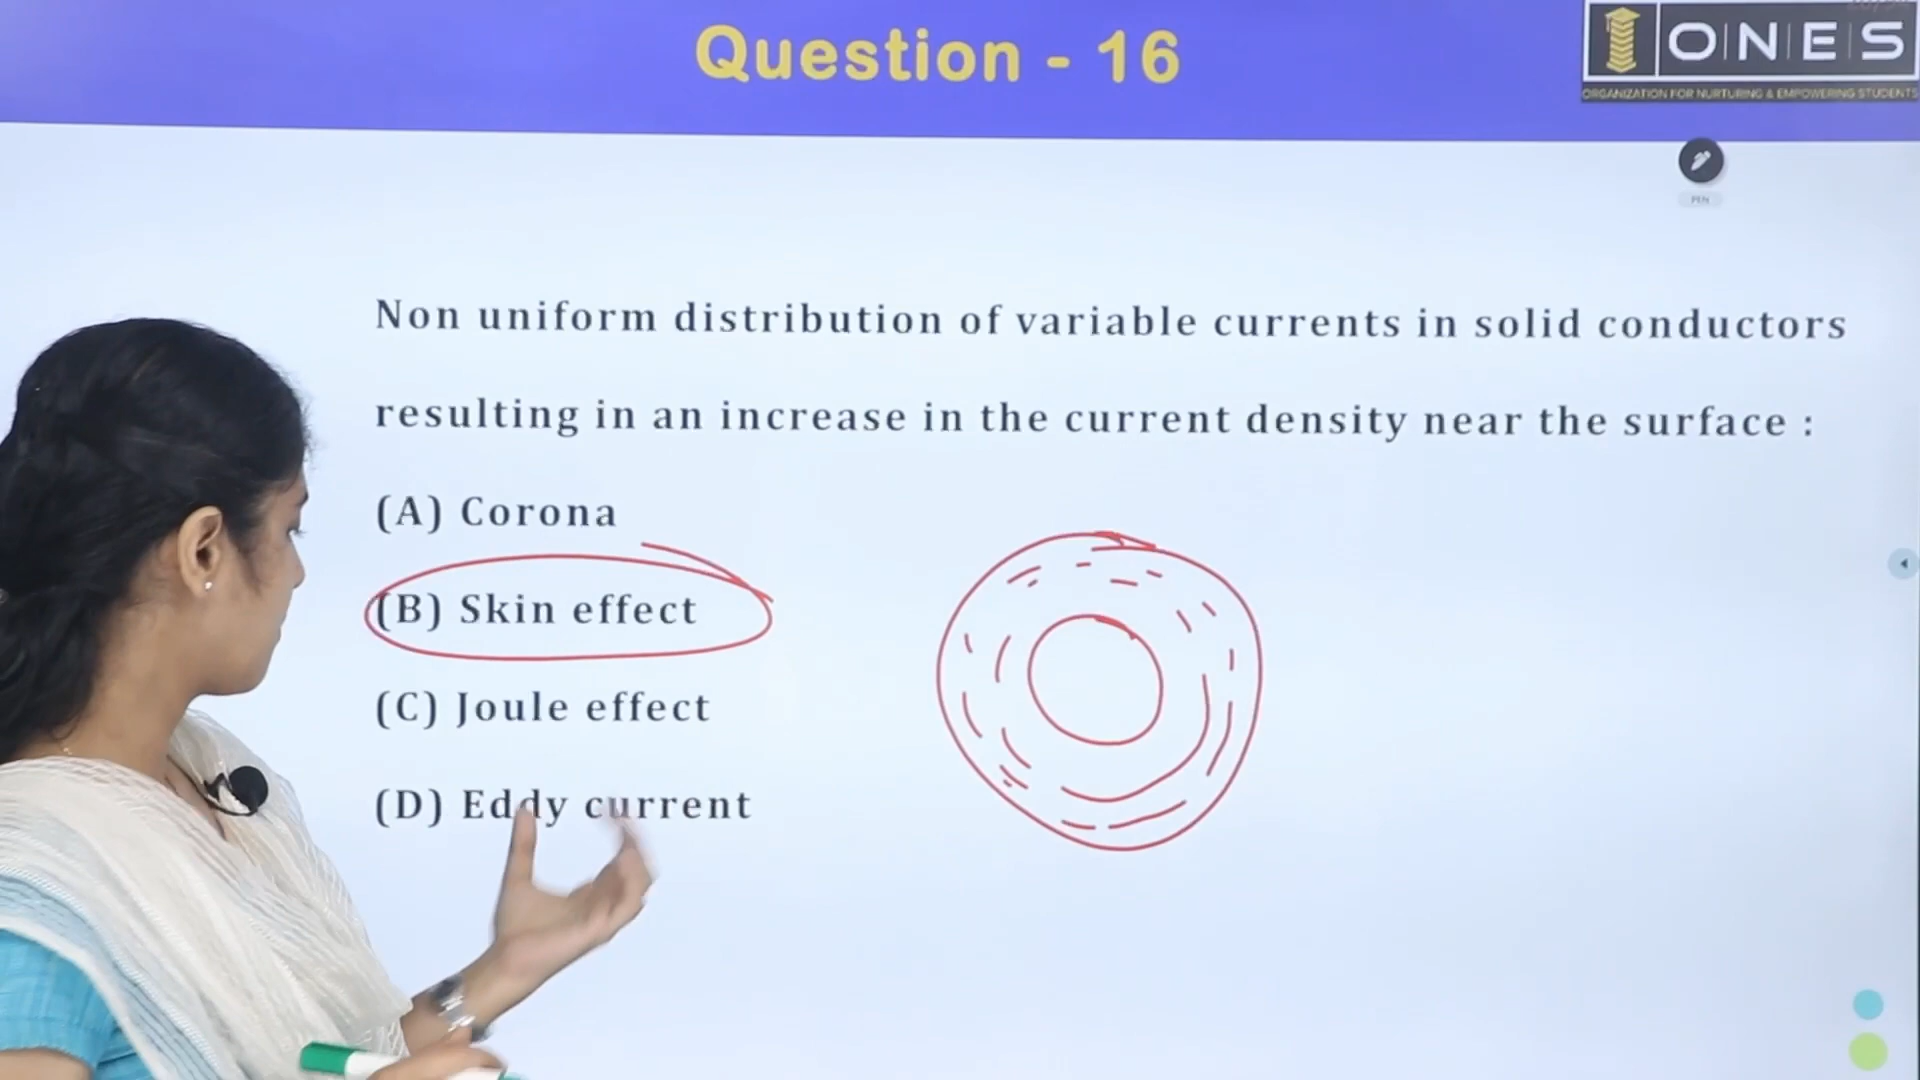 Question - 16
ONES
ORGANIZATION FOR NURTURING & EMPOWERING STUDENTS
PEN
Non uniform distribution of variable currents in solid conductors
resulting in an increase in the current density near the surface :
(A) Corona
(B) Skin effect
(C) Joule effect
(D) Eddy current